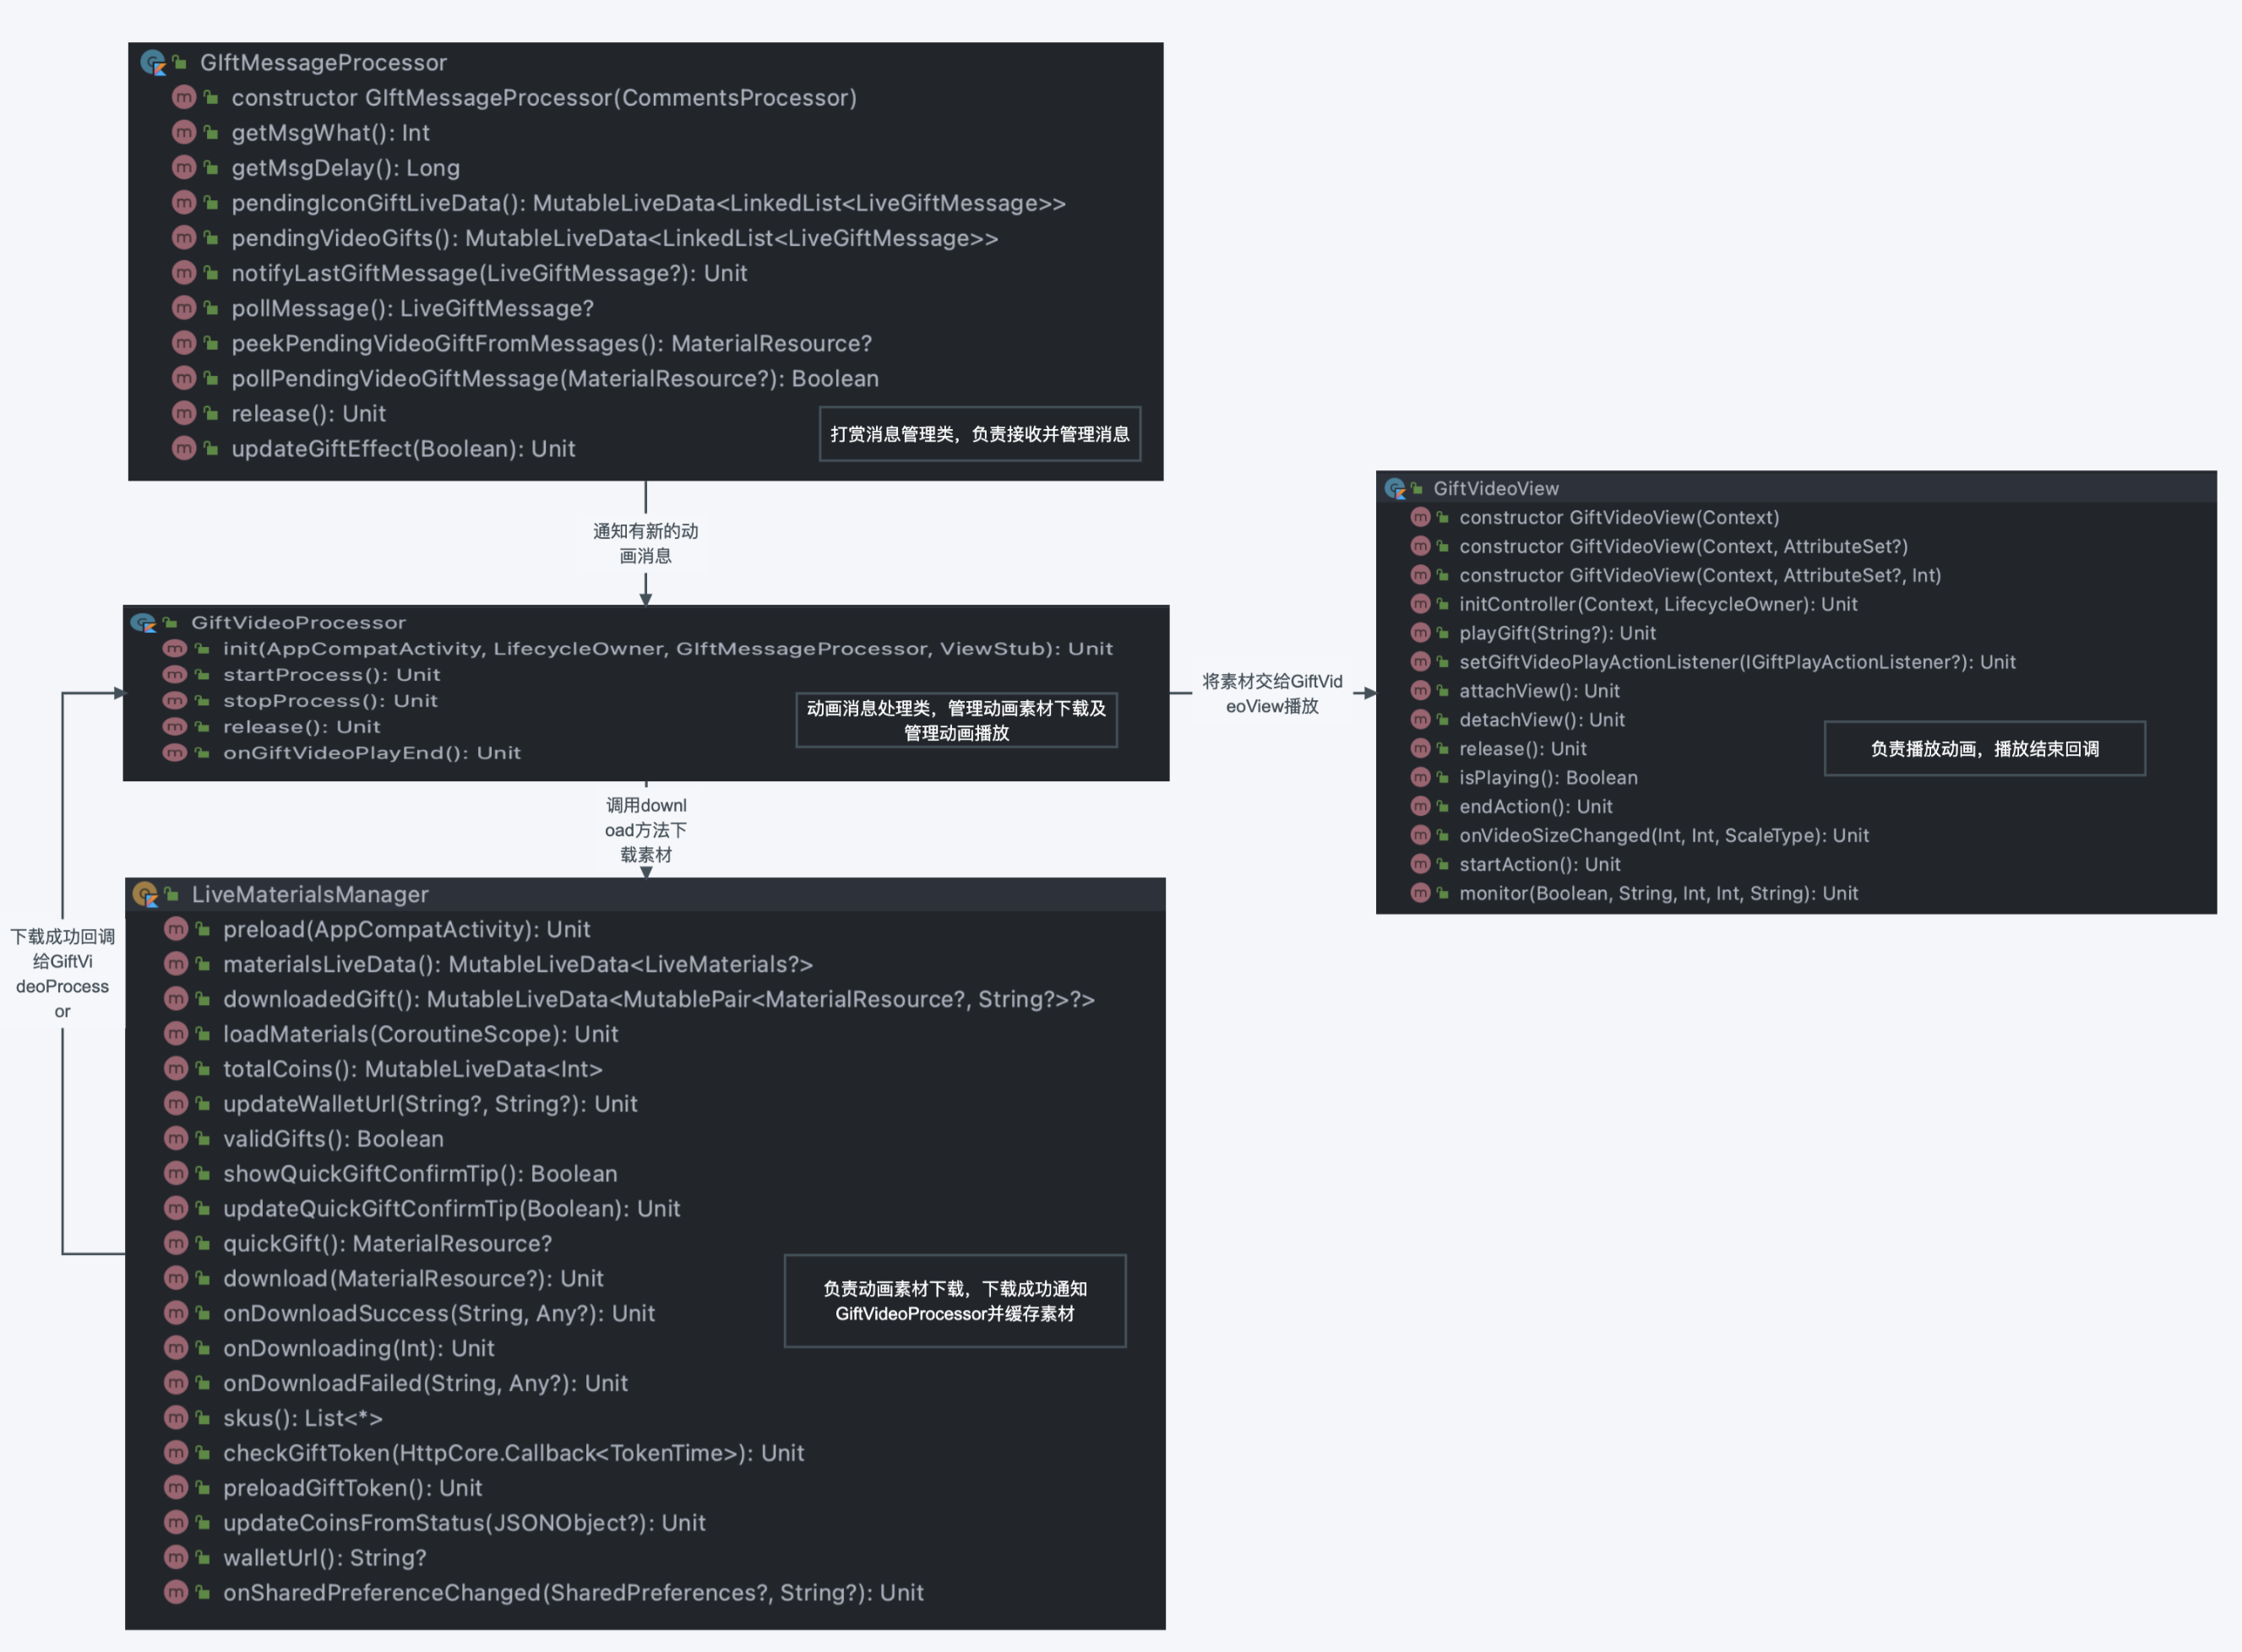 GIftMessageProcessor
constructor GIftMessageProcessor(CommentsProcessor)
getMsgWhat(): Int
getMsgDelay(): Long
pendingIconGiftLiveData(): MutableLiveData<LinkedList<LiveGiftMessage>>
pendingVideoGifts(): MutableLiveData<LinkedList<LiveGiftMessage>>
notifyLastGiftMessage(LiveGiftMessage?): Unit
pollMessage(): LiveGiftMessage?
peekPendingVideoGiftFromMessages(): MaterialResource?
pollPendingVideoGiftMessage(MaterialResource?): Boolean
release(): Unit
updateGiftEffect(Boolean): Unit
打赏消息管理类，负责接收并管理消息
通知有新的动
画消息
GiftVideoProcessor
init(AppCompatActivity, LifecycleOwner, GIftMessageProcessor, ViewStub): Unit
startProcess(): Unit
stopProcess(): Unit
release(): Unit
onGiftVideoPlayEnd(): Unit
动画消息处理类，管理动画素材下载及
管理动画播放
将素材交给GiftVid
eoView播放
GiftVideoView
constructor GiftVideoView(Context)
constructor GiftVideoView(Context, AttributeSet?)
constructor GiftVideoView(Context, AttributeSet?, Int)
initController(Context, LifecycleOwner): Unit
playGift(String?): Unit
setGiftVideoPlayActionListener(IGiftPlayActionListener?): Unit
attachView(): Unit
detachView(): Unit
release(): Unit
isPlaying(): Boolean
endAction(): Unit
onVideoSizeChanged(Int, Int, ScaleType): Unit
startAction(): Unit
monitor(Boolean, String, Int, Int, String): Unit
负责播放动画，播放结束回调
调用downl
oad方法下
载素材
下载成功回调
给GiftVi
deoProcess
or
LiveMaterialsManager
preload(AppCompatActivity): Unit
materialsLiveData(): MutableLiveData<LiveMaterials?>
downloadedGift(): MutableLiveData<MutablePair<MaterialResource?, String?>?>
loadMaterials(CoroutineScope): Unit
totalCoins(): MutableLiveData<Int>
updateWalletUrl(String?, String?): Unit
validGifts(): Boolean
showQuickGiftConfirmTip(): Boolean
updateQuickGiftConfirmTip(Boolean): Unit
quickGift(): MaterialResource?
download(MaterialResource?): Unit
onDownloadSuccess(String, Any?): Unit
onDownloading(Int): Unit
onDownloadFailed(String, Any?): Unit
skus(): List<*>
checkGiftToken(HttpCore.Callback<TokenTime>): Unit
preloadGiftToken(): Unit
updateCoinsFromStatus(JSONObject?): Unit
walletUrl(): String?
onSharedPreferenceChanged(SharedPreferences?, String?): Unit
负责动画素材下载，下载成功通知
GiftVideoProcessor并缓存素材